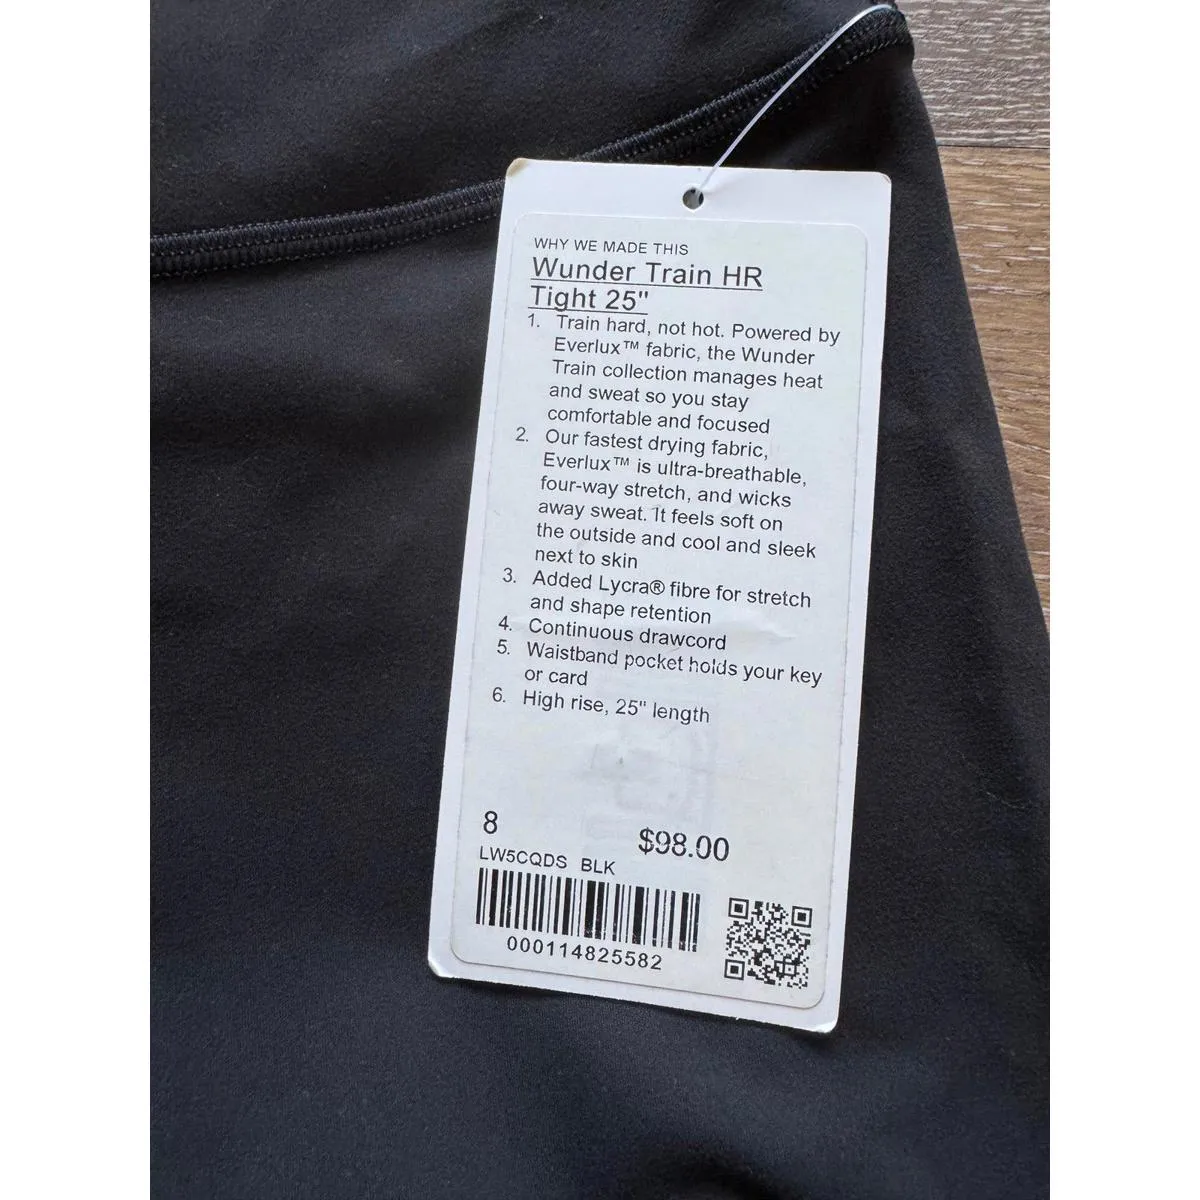 WHY WE MADE THIS
Wunder Train HR
Tight 25"
1. Train hard, not hot. Powered by
Everlux™ fabric, the Wunder
Train collection manages heat
and sweat so you stay
comfortable and focused
2. Our fastest drying fabric,
Everlux™ is ultra-breathable,
four-way stretch, and wicks
away sweat. It feels soft on
the outside and cool and sleek
next to skin
3. Added Lycra® fibre for stretch
and shape retention
4. Continuous drawcord
5. Waistband pocket holds your key
or card
6. High rise, 25" length
8 $98.00
LW5CQDS BLK
000114825582